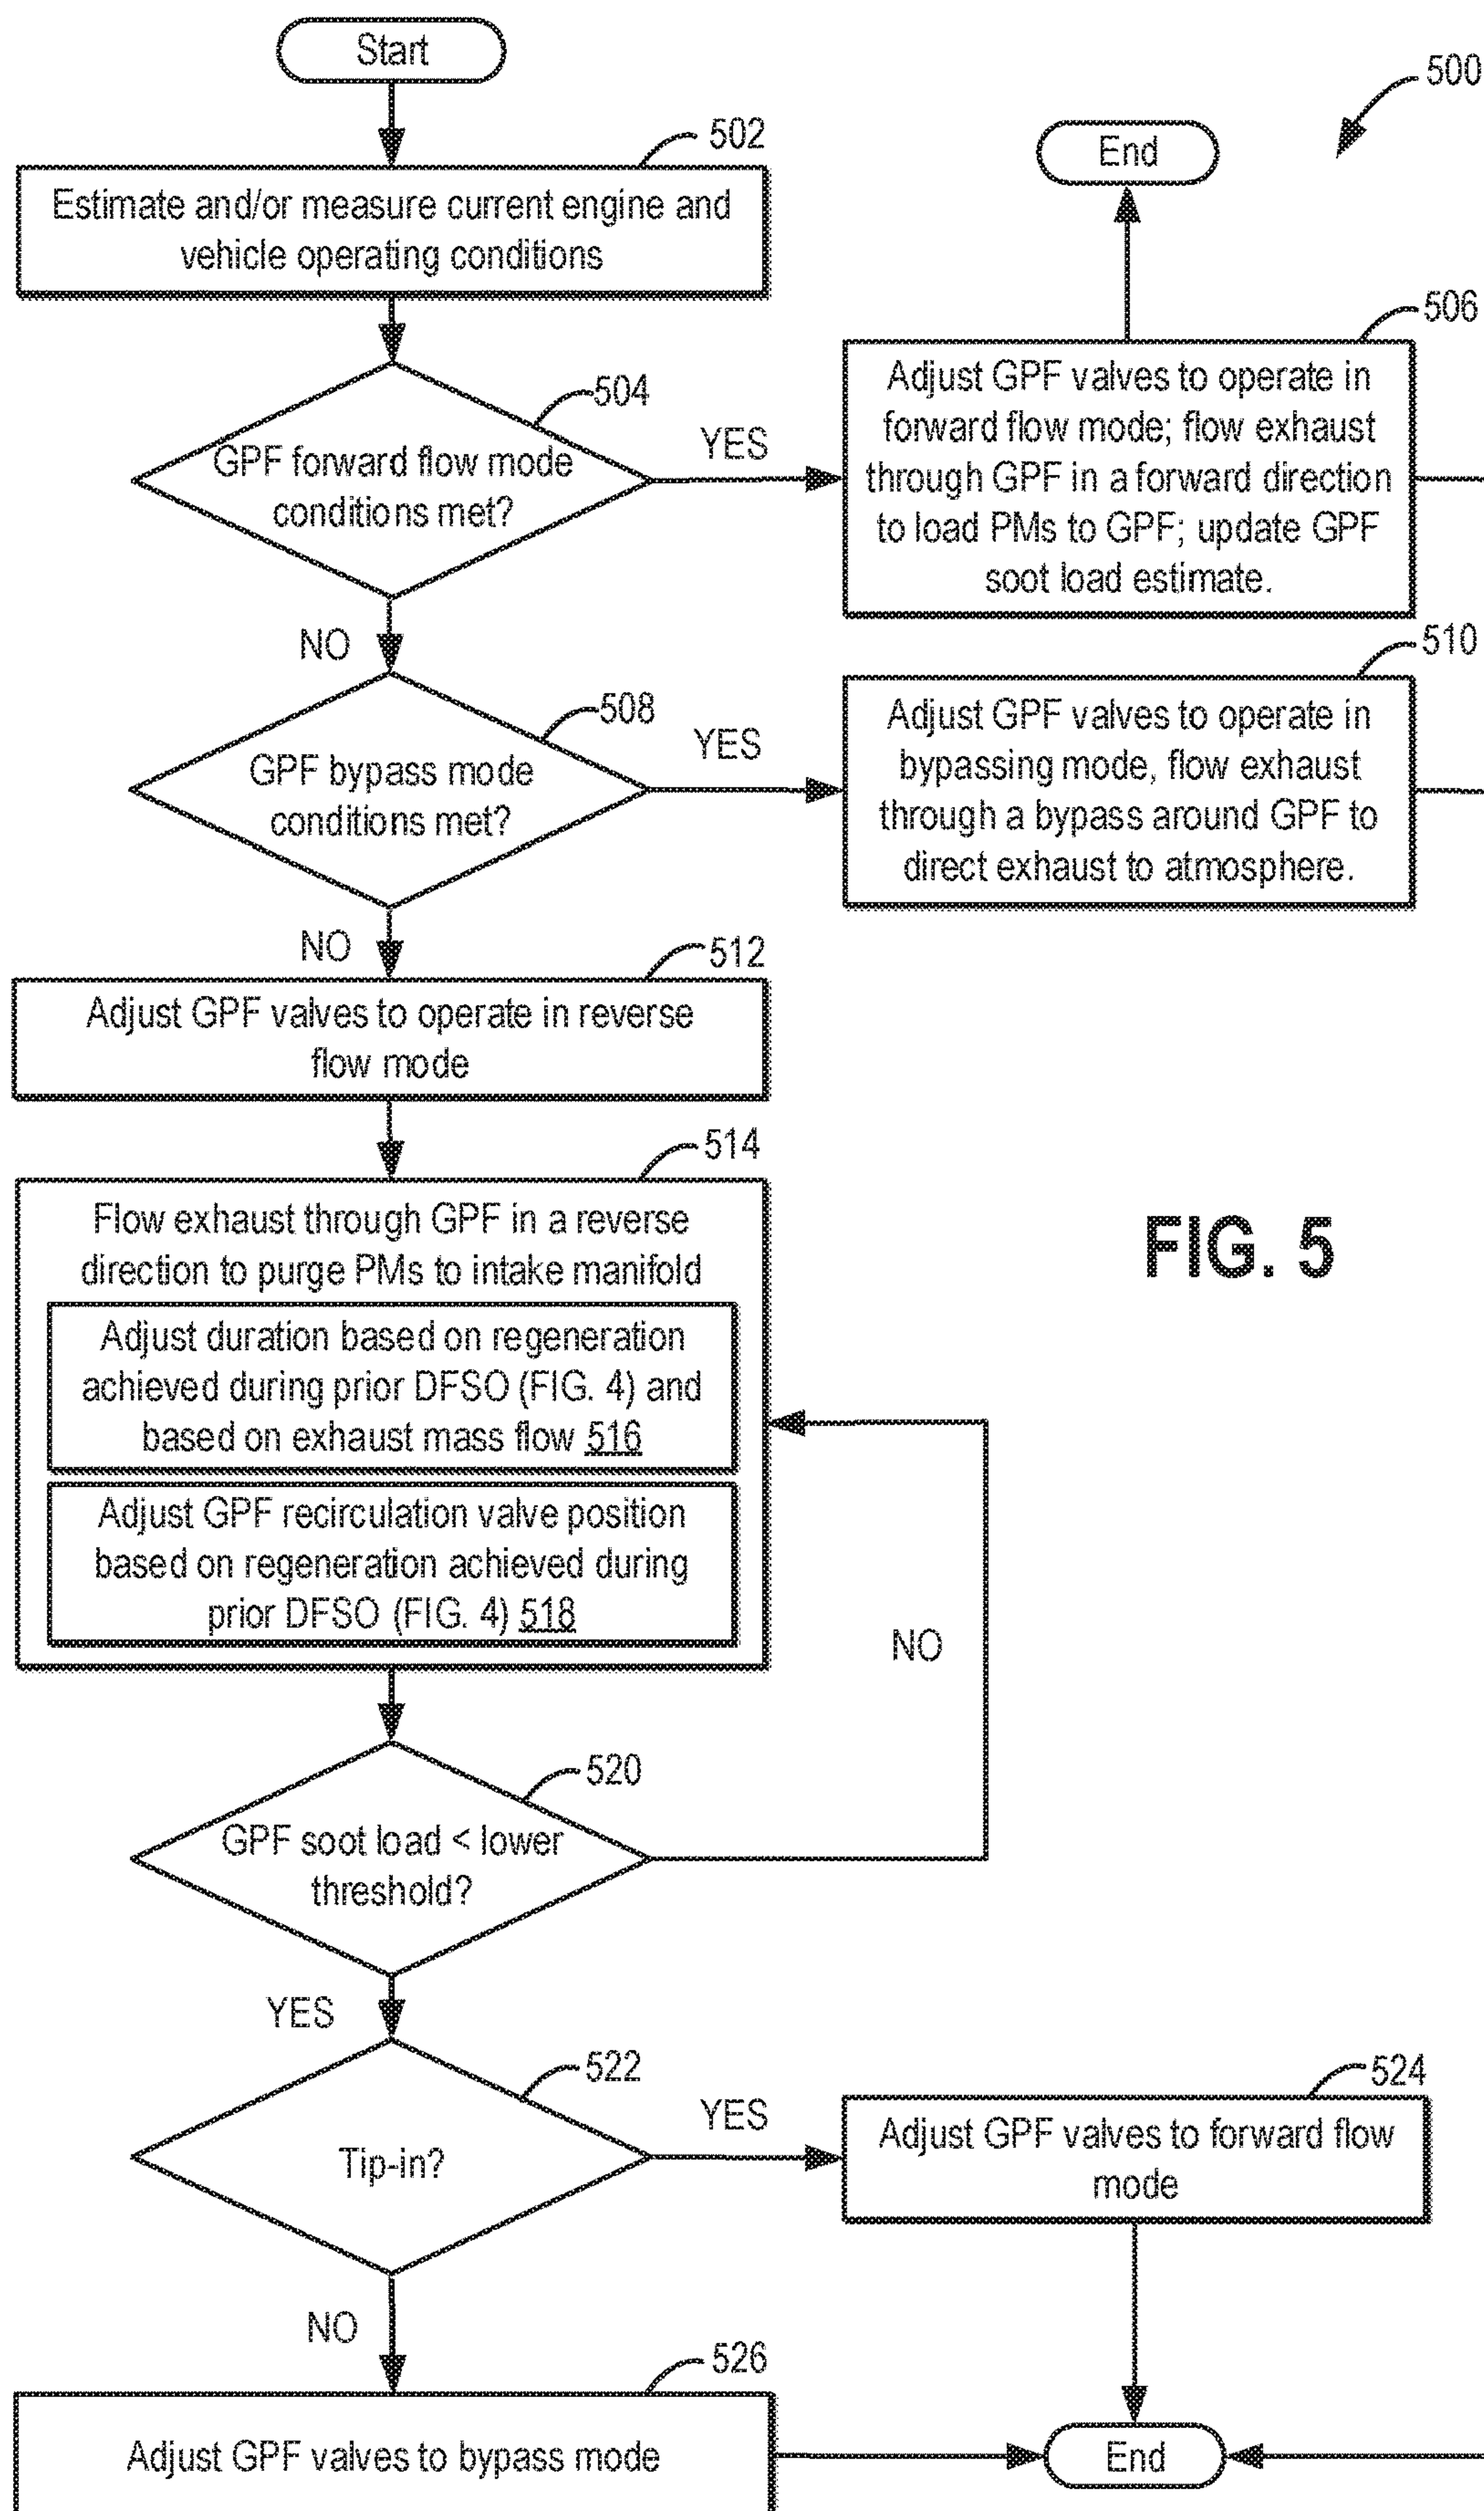 Start
500
End
502
Estimate and/or measure current engine and
vehicle operating conditions
504
GPF forward flow mode
conditions met?
YES
506
Adjust GPF valves to operate in
forward flow mode; flow exhaust
through GPF in a forward direction
to load PMs to GPF; update GPF
soot load estimate.
NO
508
GPF bypass mode
conditions met?
YES
510
Adjust GPF valves to operate in
bypassing mode, flow exhaust
through a bypass around GPF to
direct exhaust to atmosphere.
NO
512
Adjust GPF valves to operate in reverse
flow mode
514
Flow exhaust through GPF in a reverse
direction to purge PMs to intake manifold
Adjust duration based on regeneration
achieved during prior DFSO (FIG. 4) and
based on exhaust mass flow 516
Adjust GPF recirculation valve position
based on regeneration achieved during
prior DFSO (FIG. 4) 518
FIG. 5
NO
520
GPF soot load < lower
threshold?
YES
522
Tip-in?
YES
524
Adjust GPF valves to forward flow
mode
NO
526
Adjust GPF valves to bypass mode
End